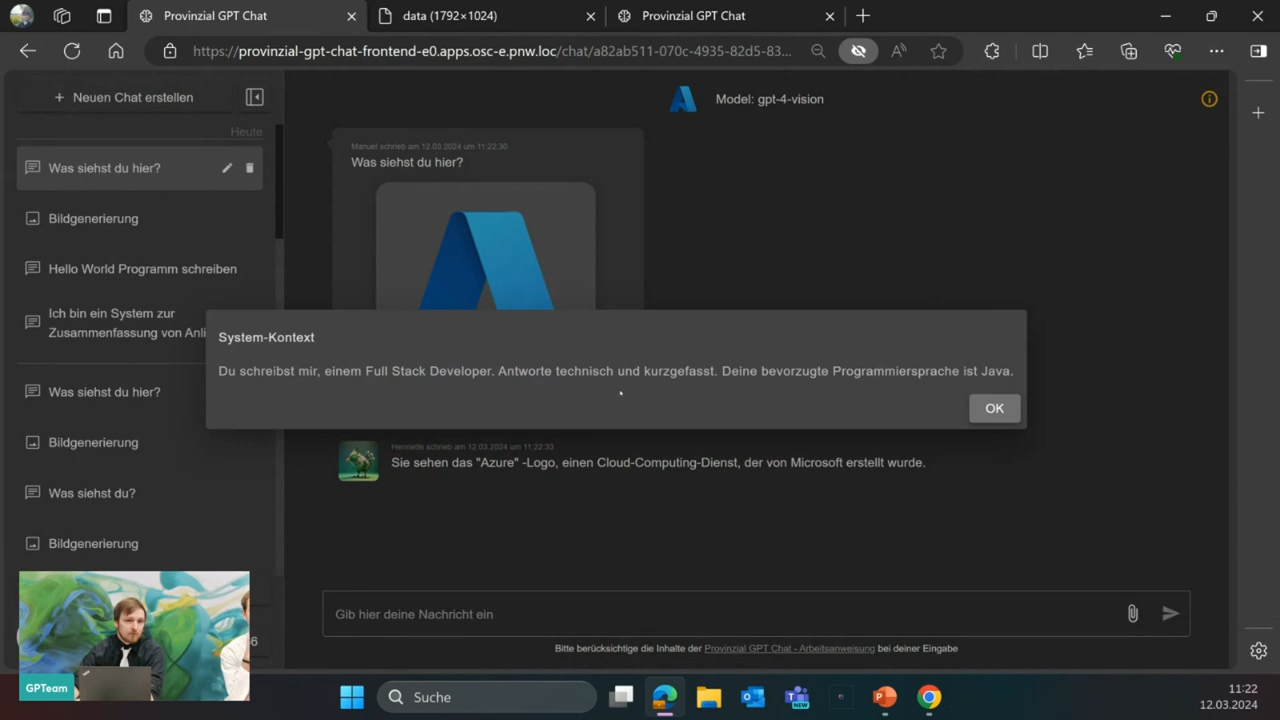 Provinzial GPT Chat
data (1792×1024)
Provinzial GPT Chat
https://provinzial-gpt-chat-frontend-e0.apps.osc-e.pnw.loc/chat/a82ab511-070c-4935-82d5-83...
+ Neuen Chat erstellen
Model: gpt-4-vision
Heute
Was siehst du hier?
Bildgenerierung
Hello World Programm schreiben
Ich bin ein System zur
Zusammenfassung von Anli
Was siehst du hier?
Bildgenerierung
Was siehst du?
Bildgenerierung
Manuel schrieb am 12.03.2024 um 11:22:30
Was siehst du hier?
System-Kontext
Du schreibst mir, einem Full Stack Developer. Antworte technisch und kurzgefasst. Deine bevorzugte Programmiersprache ist Java.
OK
Henriette schrieb am 12.03.2024 um 11:22:33
Sie sehen das "Azure" -Logo, einen Cloud-Computing-Dienst, der von Microsoft erstellt wurde.
Gib hier deine Nachricht ein
Bitte berücksichtige die Inhalte der Provinzial GPT Chat - Arbeitsanweisung bei deiner Eingabe
6
GPTeam
Suche
NEW
11:22
12.03.2024